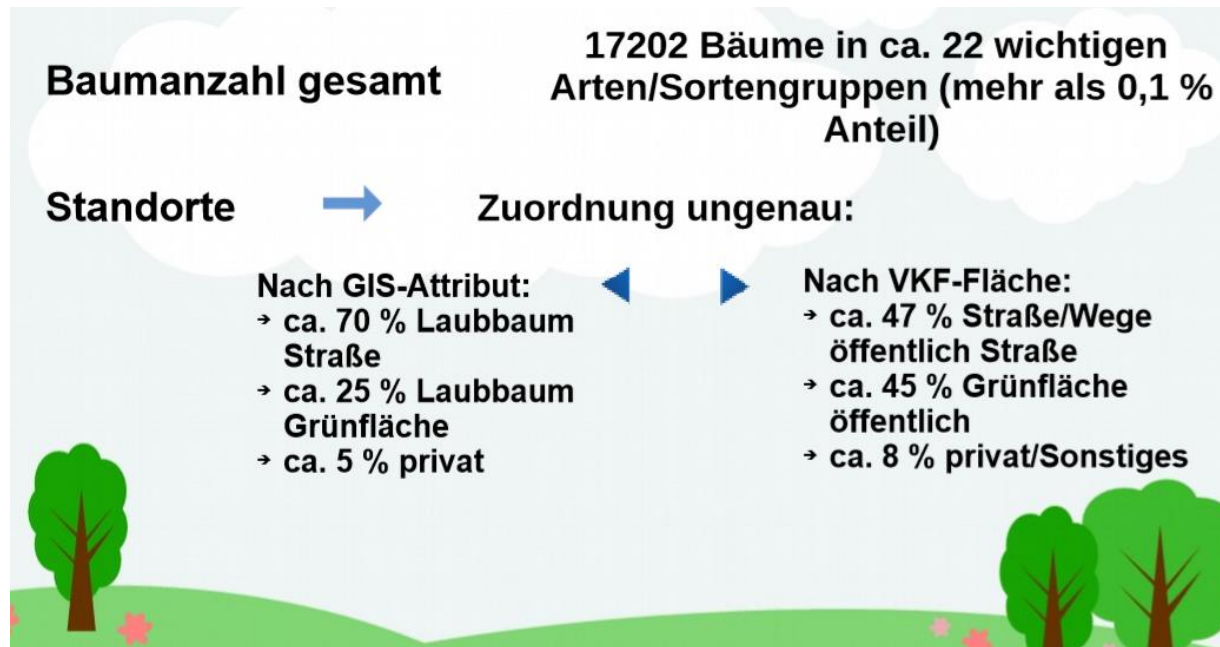 Baumanzahl gesamt
17202 Bäume in ca. 22 wichtigen
Arten/Sortengruppen (mehr als 0,1 %
Anteil)
Standorte
Zuordnung ungenau:
Nach GIS-Attribut:
ca. 70 % Laubbaum
Straße
ca. 25 % Laubbaum
Grünfläche
ca. 5 % privat
Nach VKF-Fläche:
ca. 47 % Straße/Wege
öffentlich Straße
ca. 45 % Grünfläche
öffentlich
ca. 8 % privat/Sonstiges